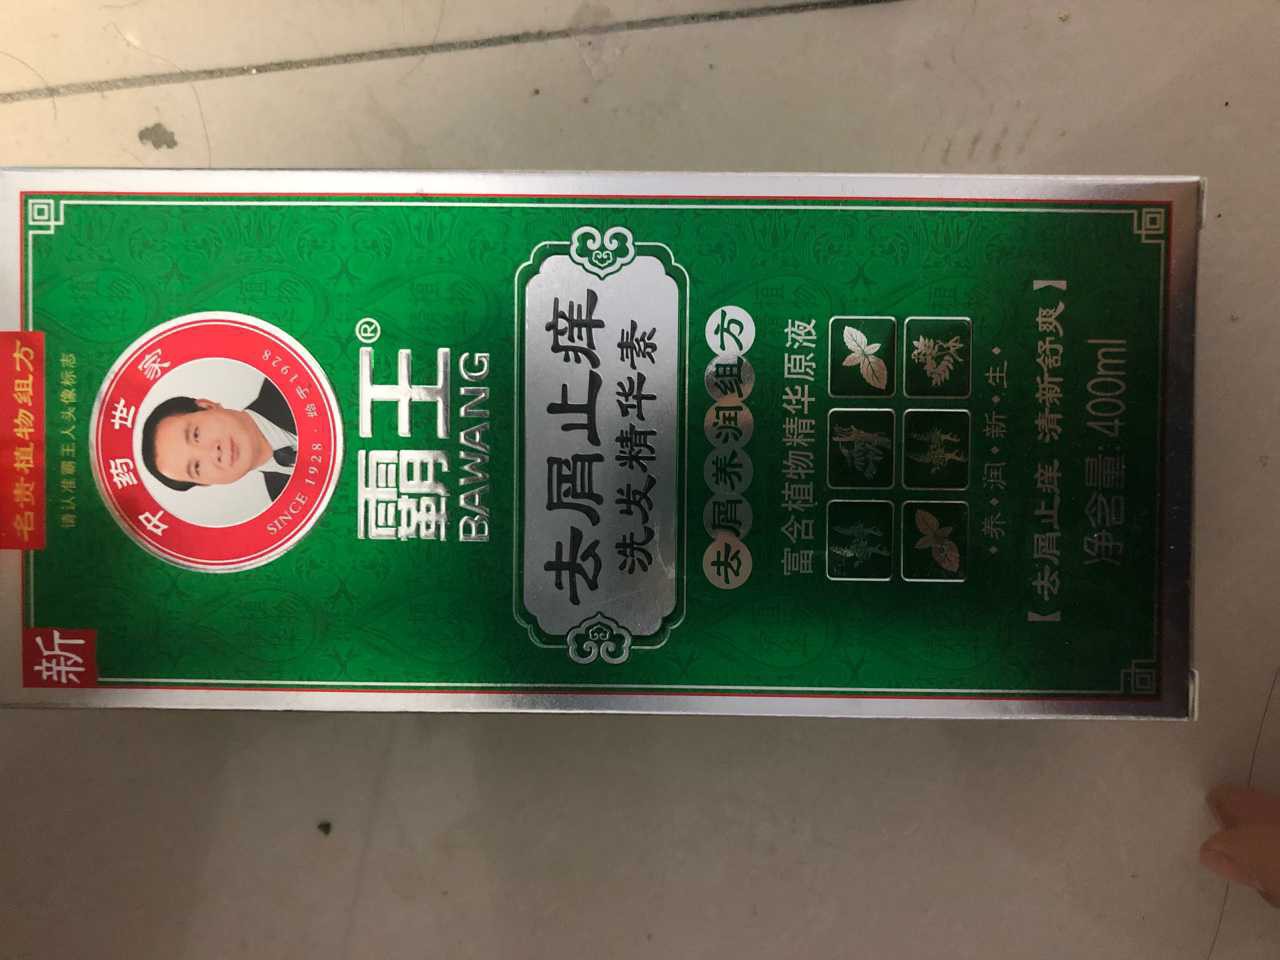 名贵植物组方
新
请认准霸王人头像标志
中药世家
SINCE 1928·始于1928
霸王®
BAWANG
去屑止痒
洗发精华素
去屑养润组方
富含植物精华原液
·养·润·新·生·
【去屑止痒 清新舒爽】
净含量:400ml